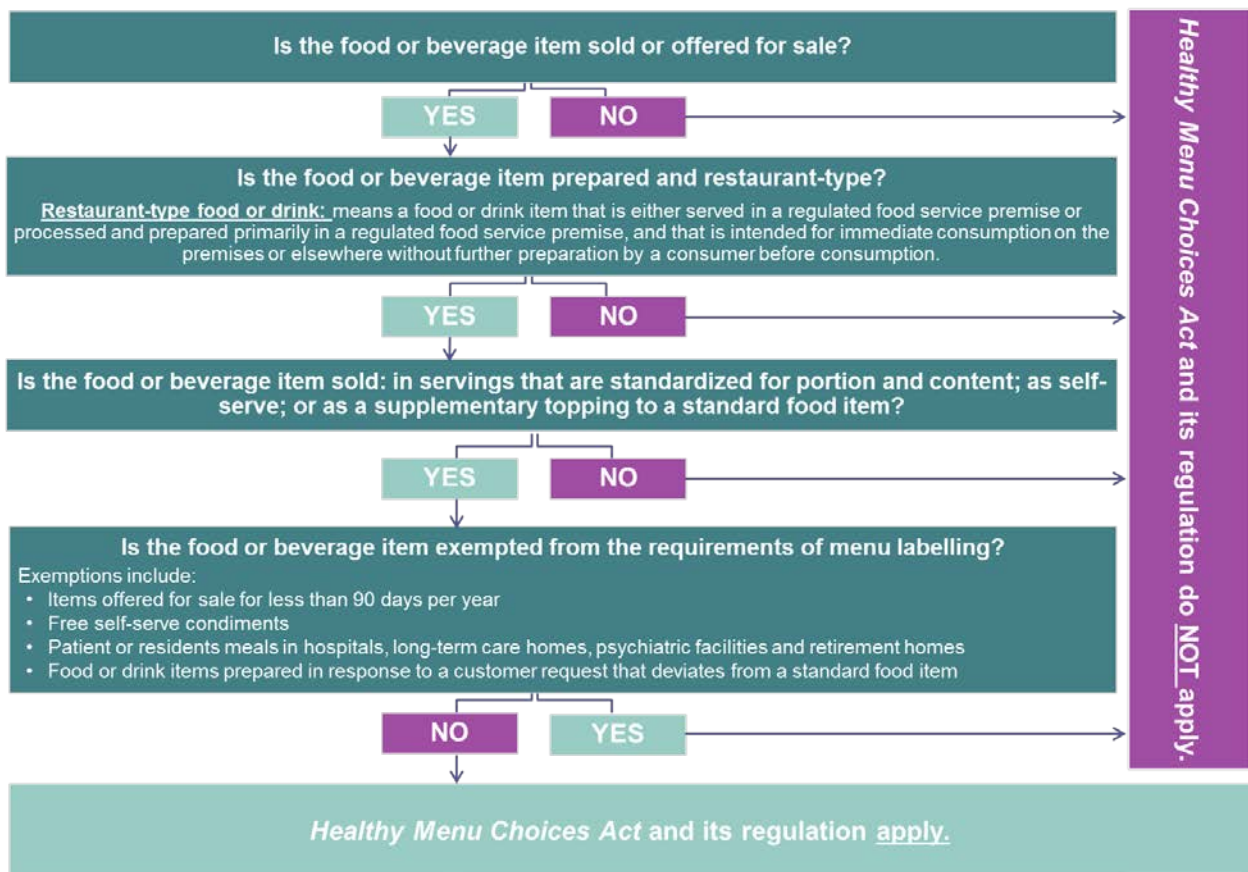 Is the food or beverage item sold or offered for sale?
YES
NO
Is the food or beverage item prepared and restaurant-type?
Restaurant-type food or drink: means a food or drink item that is either served in a regulated food service premise or
processed and prepared primarily in a regulated food service premise, and that is intended for immediate consumption on the
premises or elsewhere without further preparation by a consumer before consumption.
YES
NO
Is the food or beverage item sold: in servings that are standardized for portion and content; as self-
serve; or as a supplementary topping to a standard food item?
YES
NO
Is the food or beverage item exempted from the requirements of menu labelling?
Exemptions include:
• Items offered for sale for less than 90 days per year
• Free self-serve condiments
• Patient or residents meals in hospitals, long-term care homes, psychiatric facilities and retirement homes
• Food or drink items prepared in response to a customer request that deviates from a standard food item
NO
YES
Healthy Menu Choices Act and its regulation apply.
Healthy Menu Choices Act and its regulation do NOT apply.